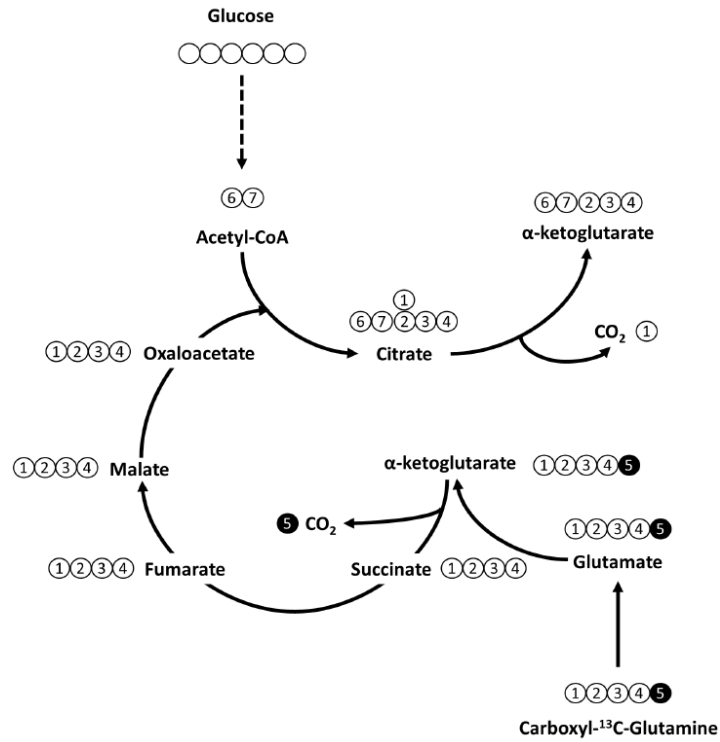 Glucose
6 7
Acetyl-CoA
6 7 2 3 4
α-ketoglutarate
1
6 7 2 3 4
Citrate
CO₂ 1
1 2 3 4 Oxaloacetate
1 2 3 4 Malate
α-ketoglutarate 1 2 3 4 5
5 CO₂
1 2 3 4 5
Glutamate
1 2 3 4 Fumarate
Succinate 1 2 3 4
1 2 3 4 5
Carboxyl-¹³C-Glutamine